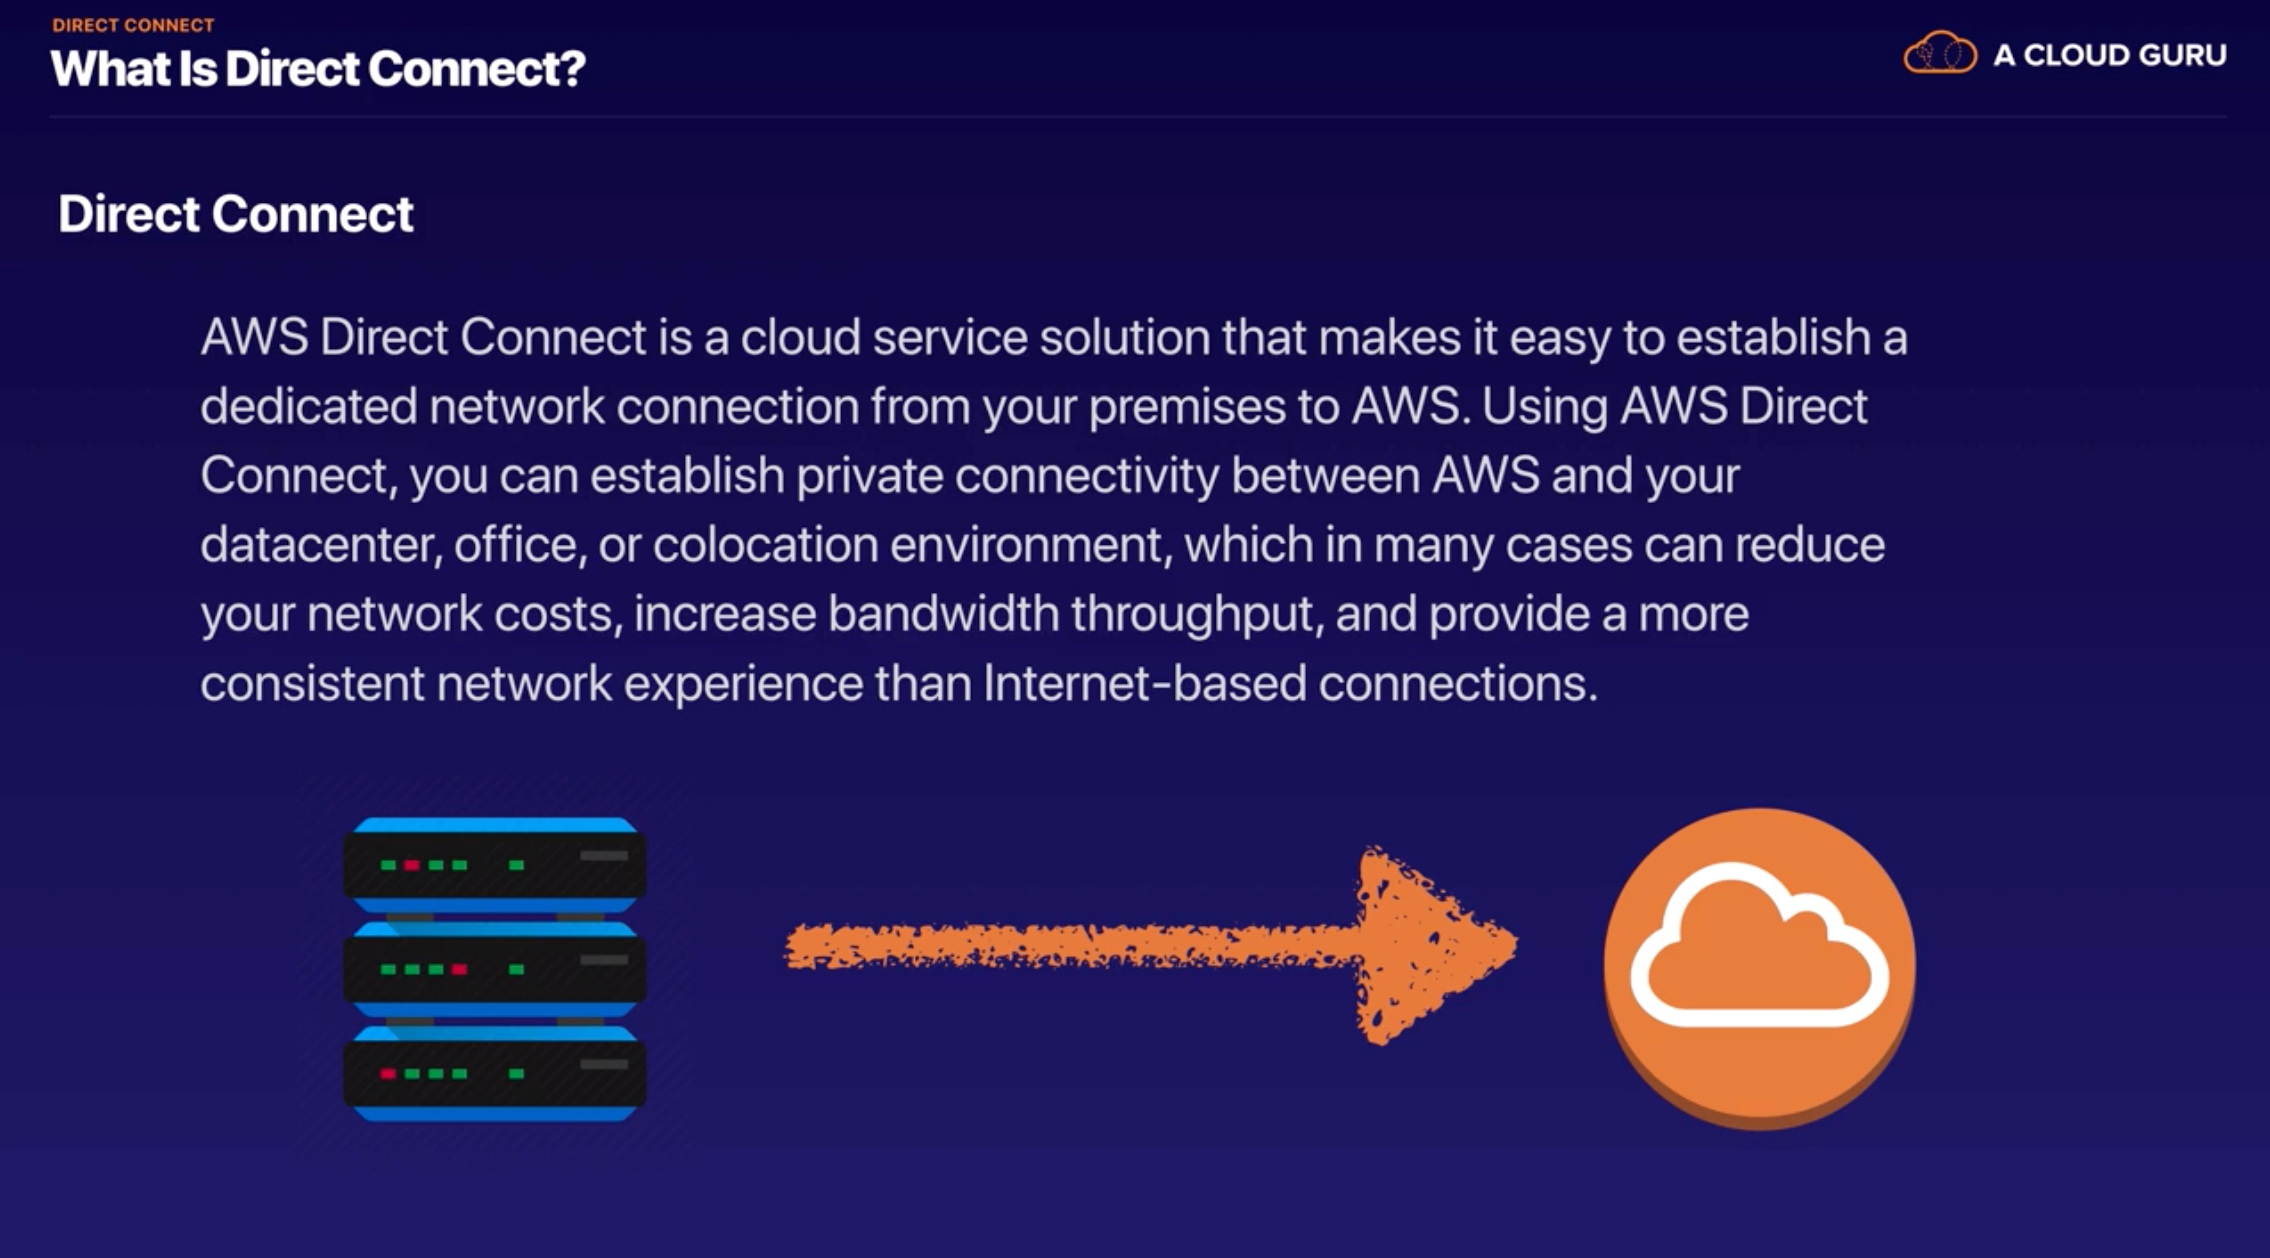 DIRECT CONNECT
What Is Direct Connect?
A CLOUD GURU
Direct Connect
AWS Direct Connect is a cloud service solution that makes it easy to establish a
dedicated network connection from your premises to AWS. Using AWS Direct
Connect, you can establish private connectivity between AWS and your
datacenter, office, or colocation environment, which in many cases can reduce
your network costs, increase bandwidth throughput, and provide a more
consistent network experience than Internet-based connections.